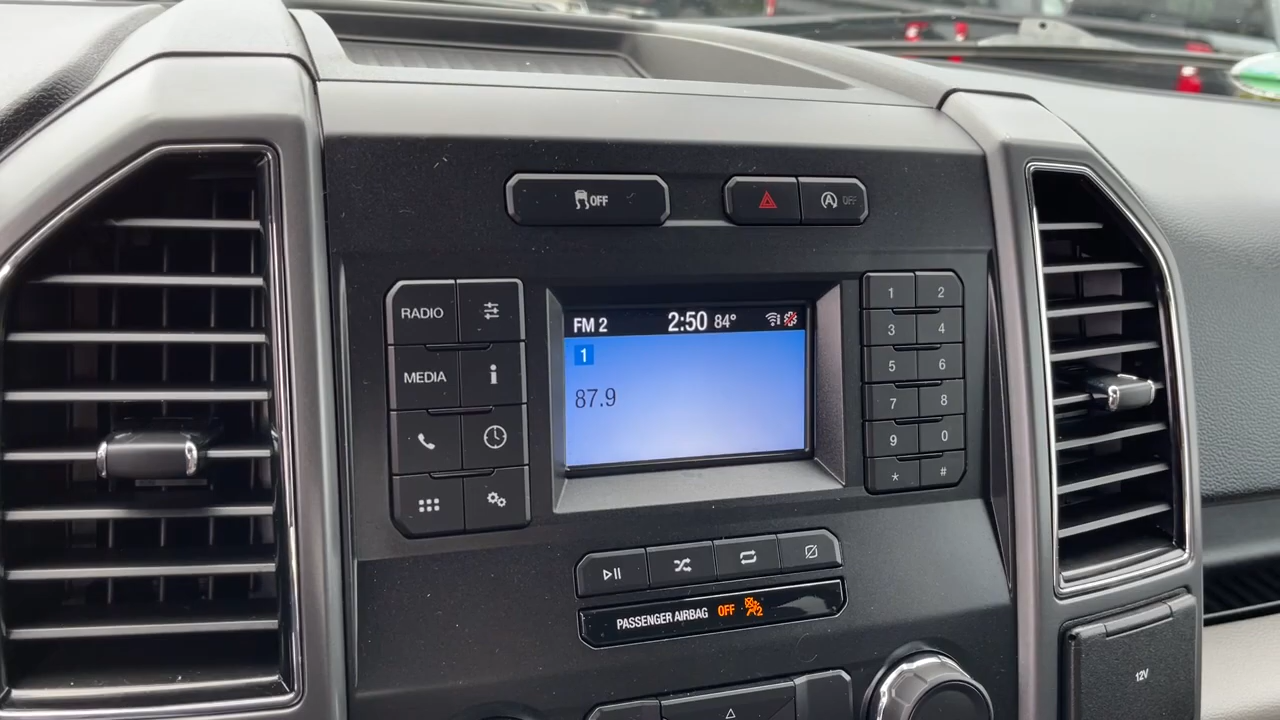 OFF
OFF
RADIO
MEDIA
FM 2 2:50 84°
1
87.9
1 2
3 4
5 6
7 8
9 0
* #
PASSENGER AIRBAG OFF 2
12V